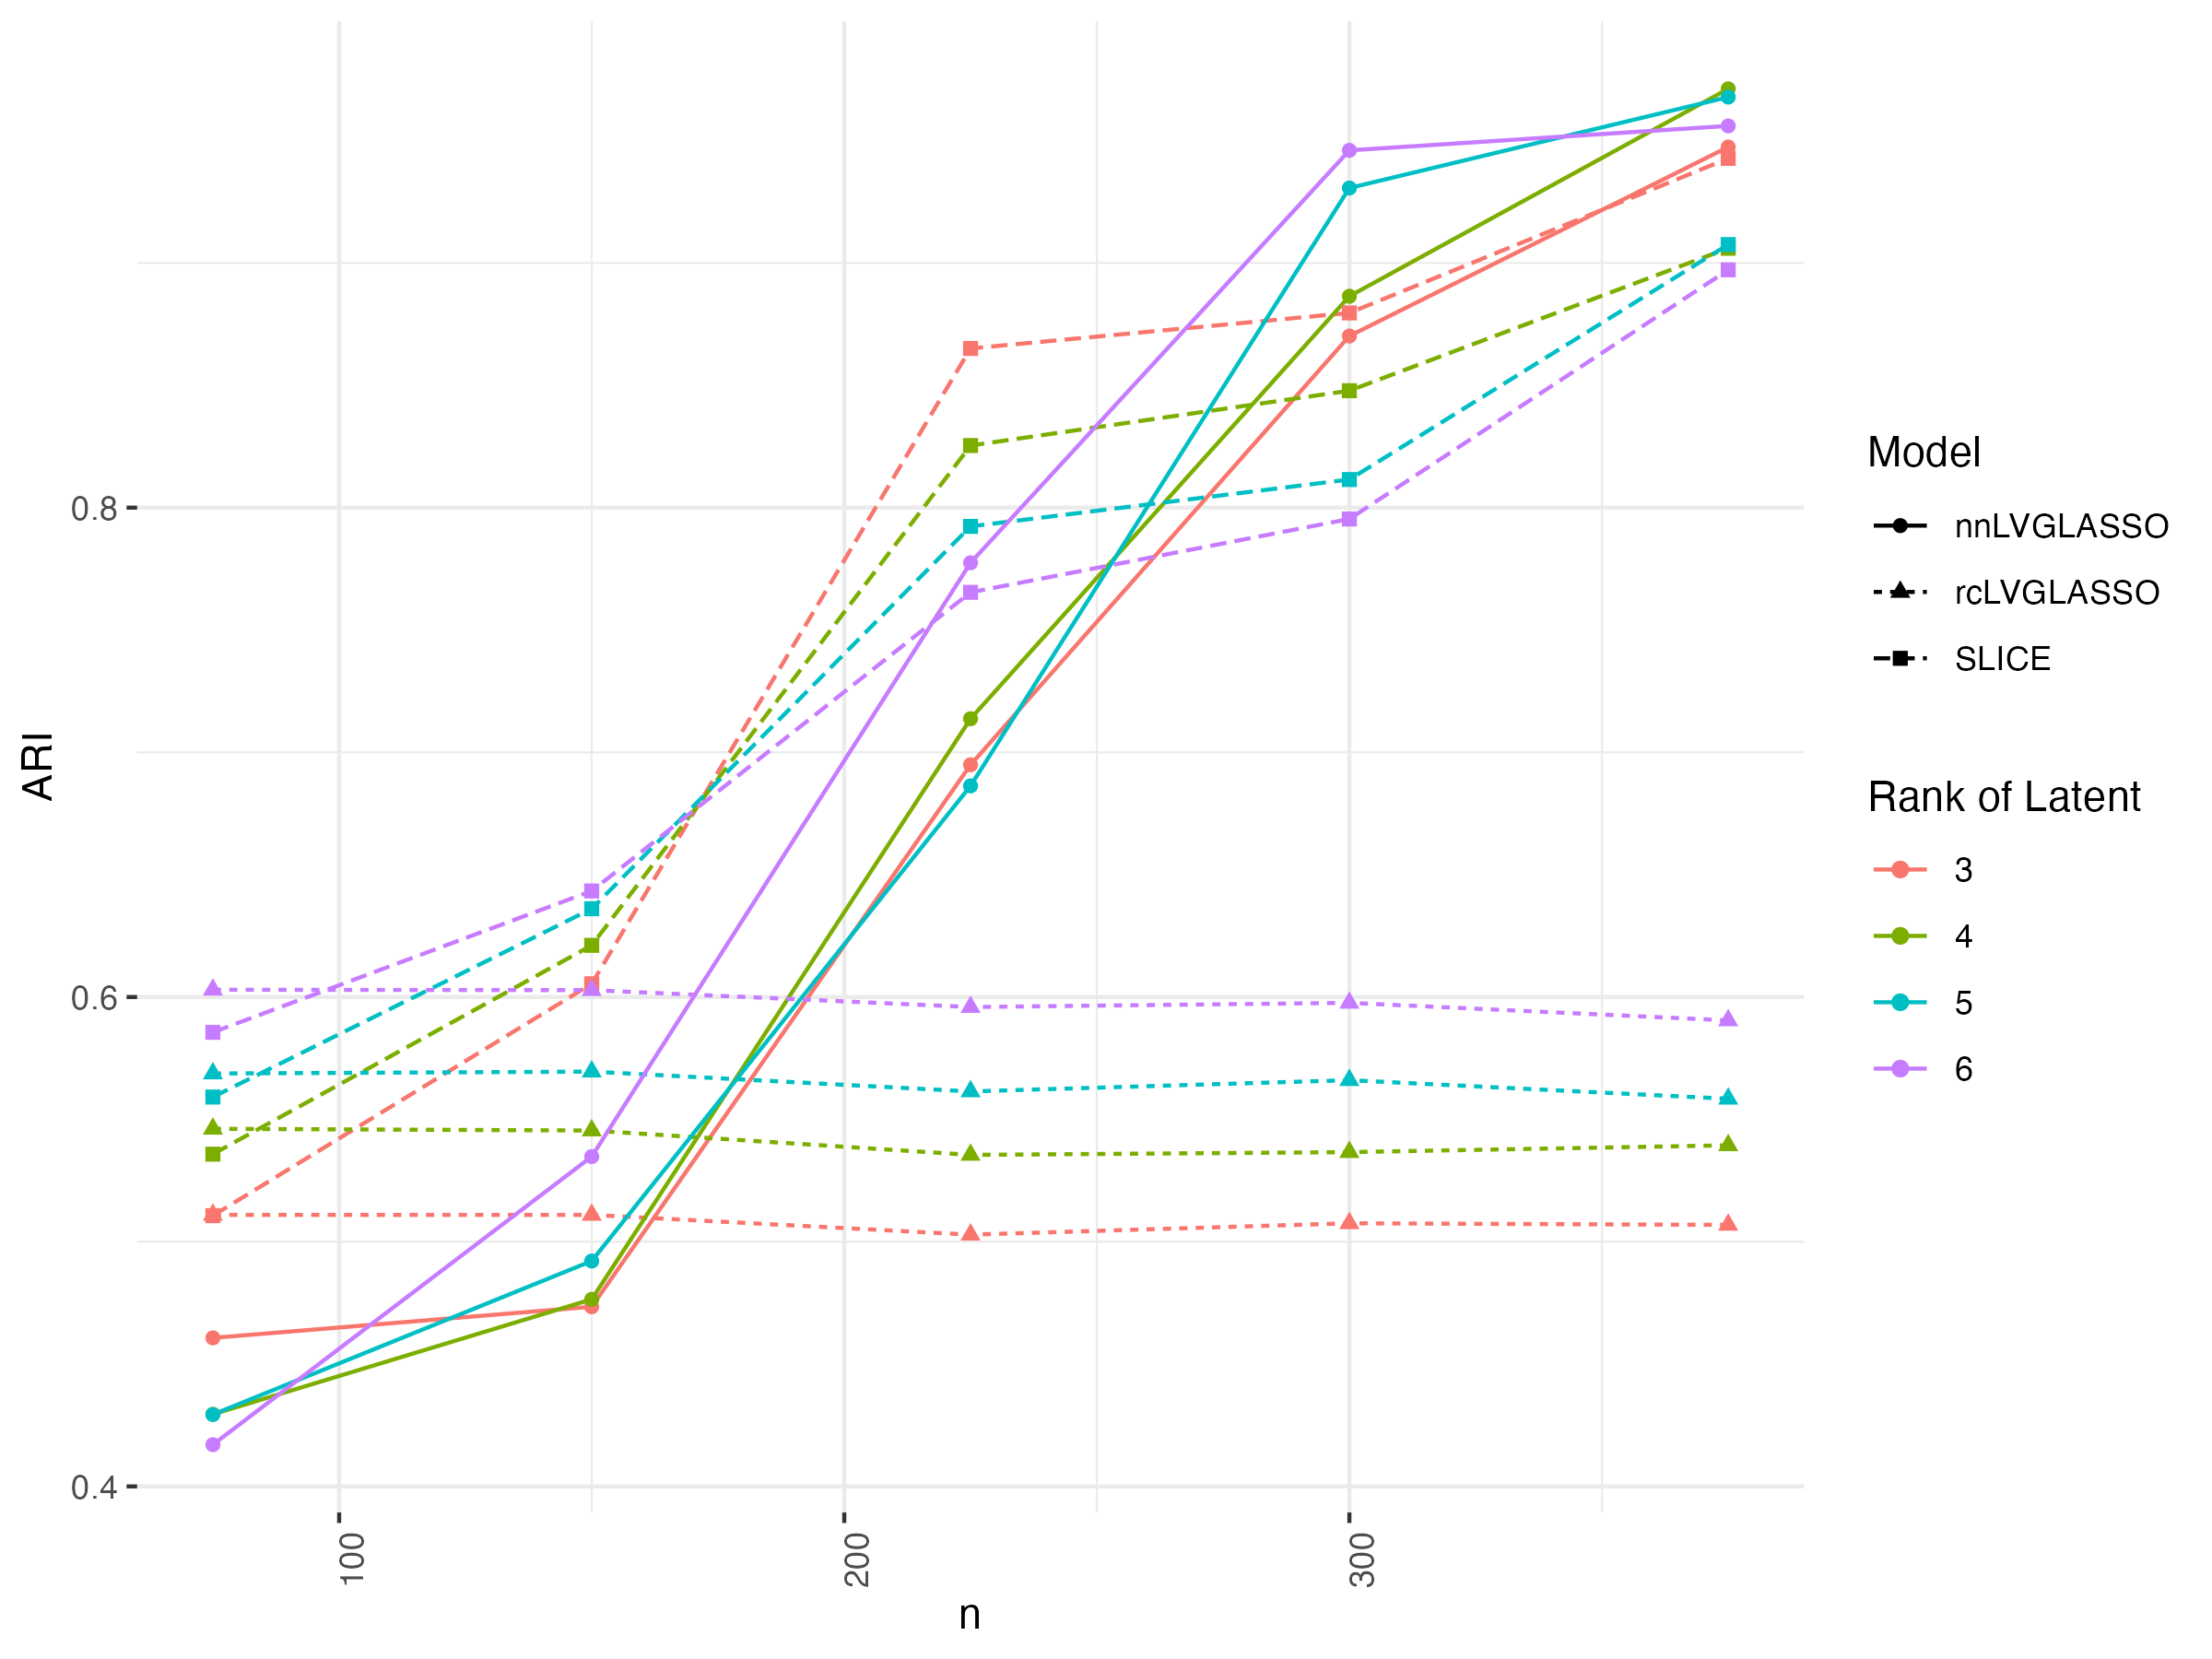 ARI
0.8
0.6
0.4
100
200
300
n
Model
nnLVGLASSO
rcLVGLASSO
SLICE
Rank of Latent
3
4
5
6